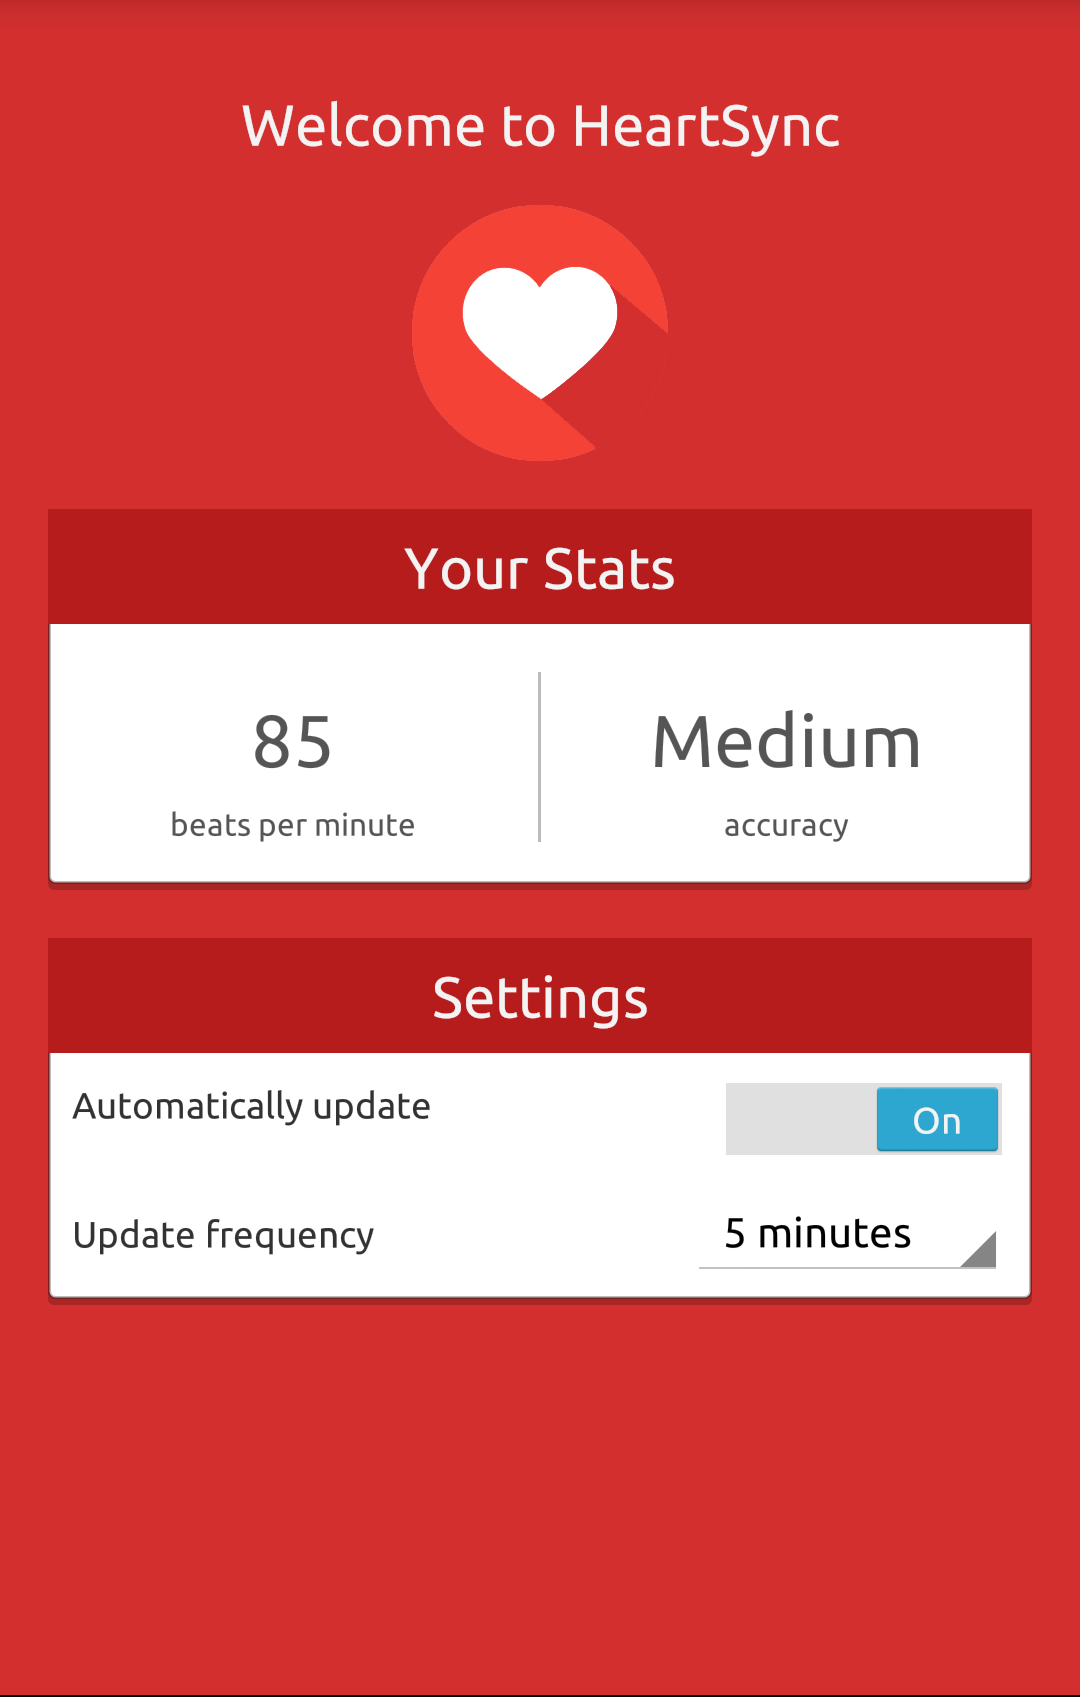 Welcome to HeartSync
Your Stats
85
beats per minute
Medium
accuracy
Settings
Automatically update
On
Update frequency
5 minutes